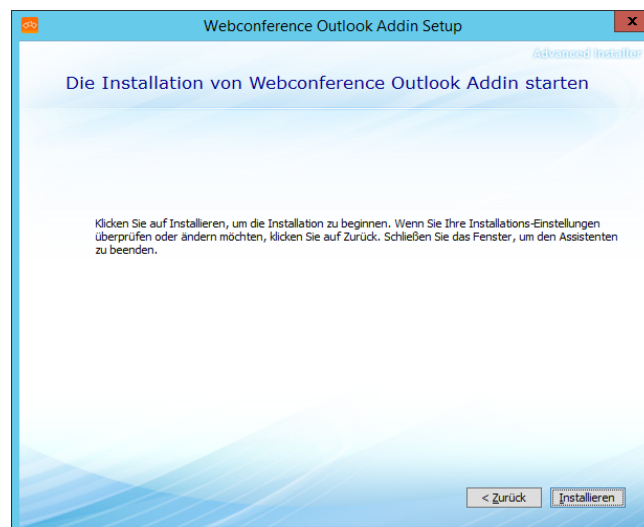 Webconference Outlook Addin Setup
x
Advanced Installer
Die Installation von Webconference Outlook Addin starten
Klicken Sie auf Installieren, um die Installation zu beginnen. Wenn Sie Ihre Installations-Einstellungen
überprüfen oder ändern möchten, klicken Sie auf Zurück. Schließen Sie das Fenster, um den Assistenten
zu beenden.
< Zurück
Installieren